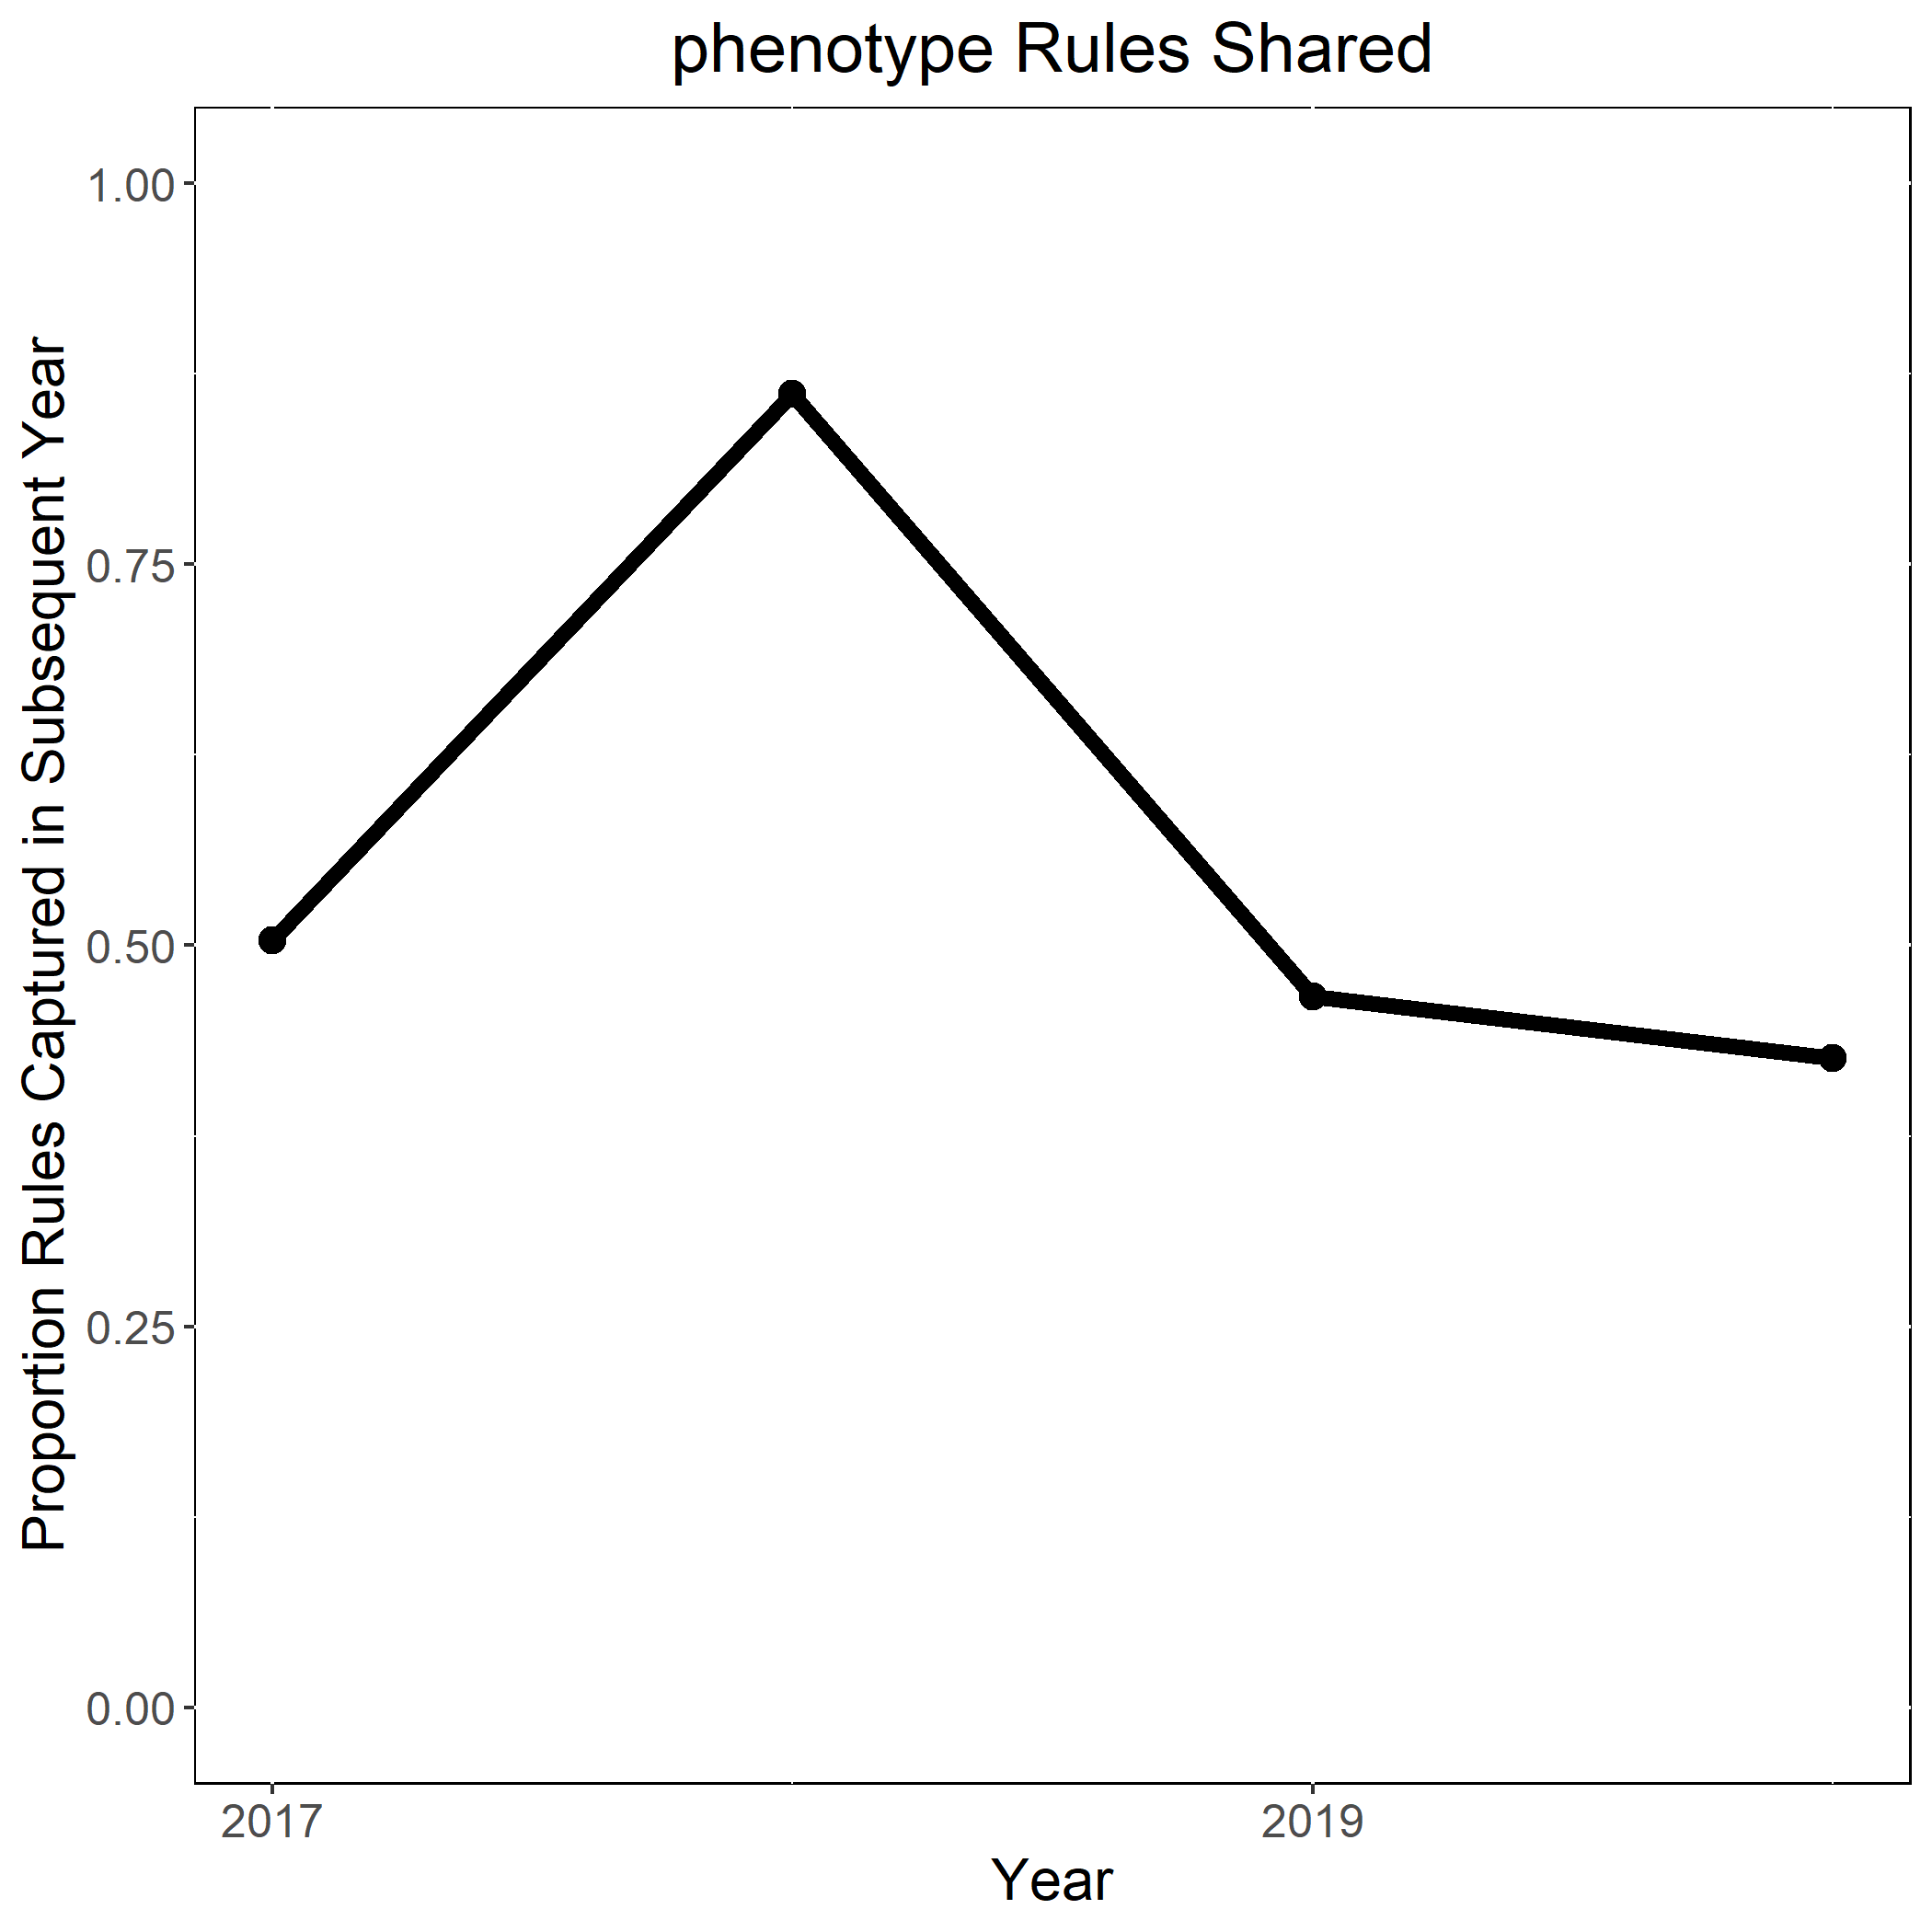 phenotype Rules Shared
Proportion Rules Captured in Subsequent Year
1.00
0.75
0.50
0.25
0.00
2017
2019
Year